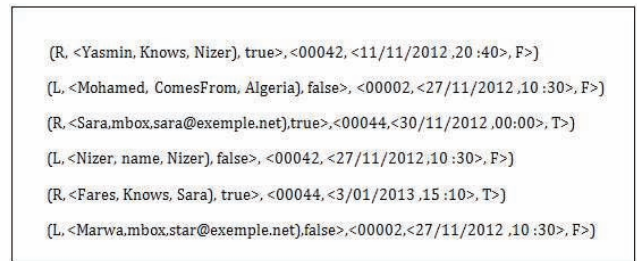 (R, <Yasmin, Knows, Nizer), true>,<00042, <11/11/2012 ,20 :40>, F>)
(L, <Mohamed, ComesFrom, Algeria), false>, <00002, <27/11/2012 ,10 :30>, F>)
(R, <Sara,mbox,sara@exemple.net),true>,<00044,<30/11/2012 ,00:00>, T>)
(L, <Nizer, name, Nizer), false>, <00042, <27/11/2012,10 :30>, F>)
(R, <Fares, Knows, Sara), true>, <00044, <3/01/2013 ,15 :10>, T>)
(L, <Marwa,mbox,star@exemple.net),false>,<00002,<27/11/2012 ,10 :30>, F>)